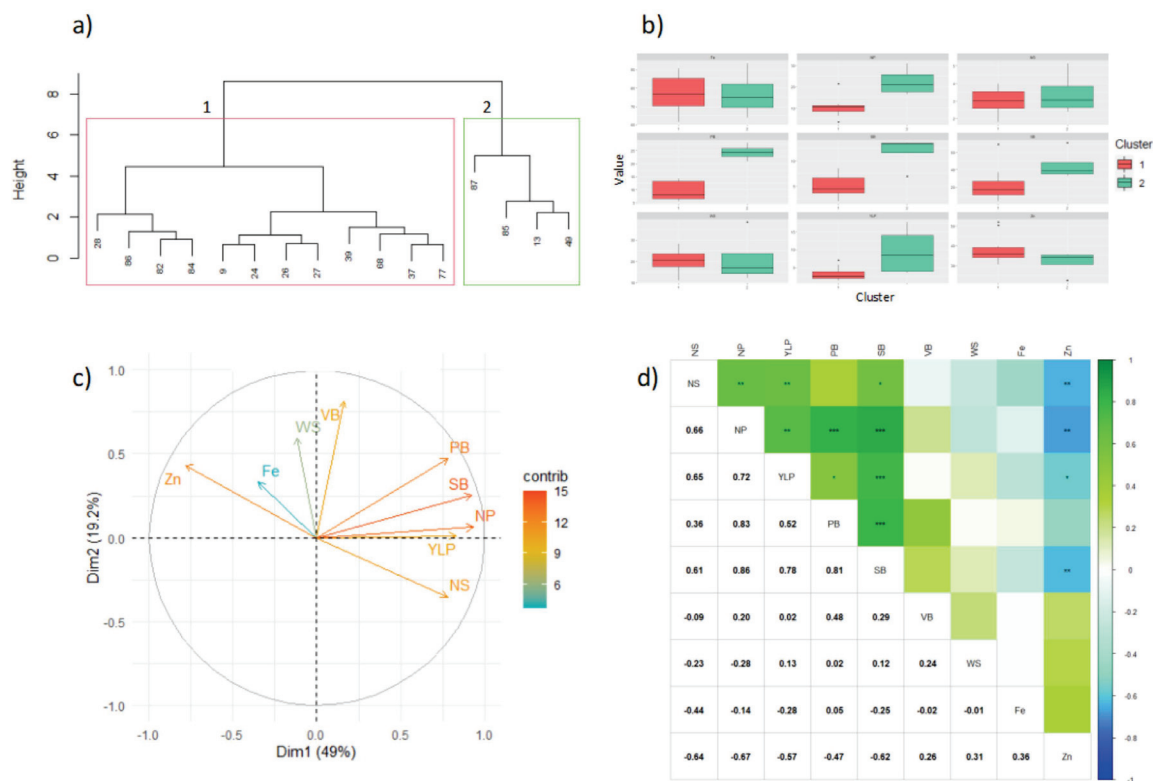 a)
1
2
8
6
4
2
0
Height
28
86
82
84
9
24
26
27
39
68
37
77
87
85
13
49
b)
Value
Cluster
Cluster
1
2
c)
1.0
0.5
0.0
-0.5
-1.0
-1.0
-0.5
0.0
0.5
1.0
Dim2 (19.2%)
Dim1 (49%)
VB
WS
PB
Fe
Zn
SB
NP
YLP
NS
contrib
15
12
9
6
d)
NS NP YLP PB SB VB WS Fe Zn
NS ** ** * **
0.66 NP ** *** *** **
0.65 0.72 YLP * *** *
0.36 0.83 0.52 PB ***
0.61 0.86 0.78 0.81 SB **
-0.09 0.20 0.02 0.48 0.29 VB
-0.23 -0.28 0.13 0.02 0.12 0.24 WS
-0.44 -0.14 -0.28 0.05 -0.25 -0.02 -0.01 Fe
-0.64 -0.67 -0.57 -0.47 -0.62 0.26 0.31 0.36 Zn
1
0.8
0.6
0.4
0.2
0
-0.2
-0.4
-0.6
-0.8
-1